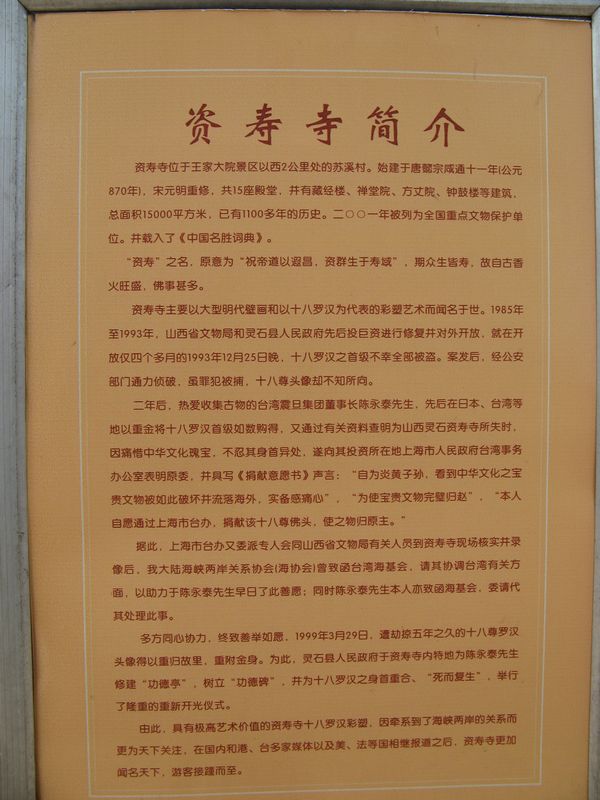 资寿寺简介
资寿寺位于王家大院景区以西2公里处的苏溪村。始建于唐懿宗咸通十一年(公元
870年)，宋元明重修，共15座殿堂，并有藏经楼、禅堂院、方丈院、钟鼓楼等建筑，
总面积15000平方米，已有1100多年的历史。二〇〇一年被列为全国重点文物保护单
位。并载入了《中国名胜词典》。
“资寿”之名，原意为“祝帝道以遐昌，资群生于寿域”，期众生皆寿，故自古香
火旺盛，佛事甚多。
资寿寺主要以大型明代壁画和以十八罗汉为代表的彩塑艺术而闻名于世。1985年
至1993年，山西省文物局和灵石县人民政府先后投巨资进行修复并对外开放，就在开
放仅四个多月的1993年12月25日晚，十八罗汉之首级不幸全部被盗。案发后，经公安
部门通力侦破，虽罪犯被捕，十八尊头像却不知所向。
二年后，热爱收集古物的台湾震旦集团董事长陈永泰先生，先后在日本、台湾等
地以重金将十八罗汉首级如数购得，又通过有关资料查明为山西灵石资寿寺所失时，
因痛惜中华文化瑰宝，不忍其身首异处，遂向其投资所在地上海市人民政府台湾事务
办公室表明原委，并具写《捐献意愿书》声言：“自为炎黄子孙，看到中华文化之宝
贵文物被如此破坏并流落海外，实备感痛心”，“为使宝贵文物完璧归赵”，“本人
自愿通过上海市台办，捐献该十八尊佛头，使之物归原主。”
据此，上海市台办又委派专人会同山西省文物局有关人员到资寿寺现场核实并录
像后，我大陆海峡两岸关系协会(海协会)曾致函台湾海基会，请其协调台湾有关方
面，以助力于陈永泰先生早日了此善愿；同时陈永泰先生本人亦致函海基会，委请代
其处理此事。
多方同心协力，终致善举如愿，1999年3月29日，遭劫掠五年之久的十八尊罗汉
头像得以重归故里，重附金身。为此，灵石县人民政府于资寿寺内特地为陈永泰先生
修建“功德亭”，树立“功德碑”，并为十八罗汉之身首重合、“死而复生”，举行
了隆重的重新开光仪式。
由此，具有极高艺术价值的资寿寺十八罗汉彩塑，因牵系到了海峡两岸的关系而
更为天下关注，在国内和港、台多家媒体以及美、法等国相继报道之后，资寿寺更加
闻名天下，游客接踵而至。